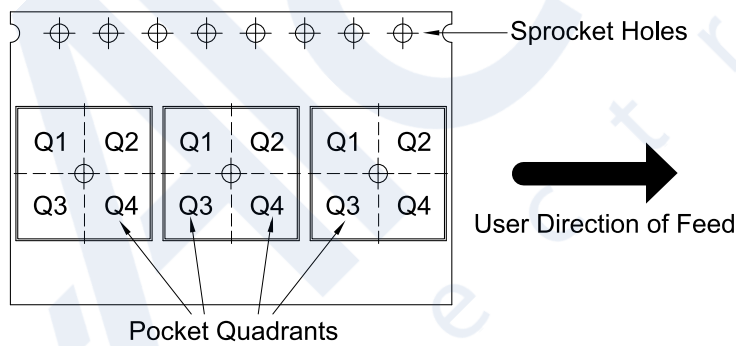 Sprocket Holes
Q1 Q2 Q1 Q2 Q1 Q2
Q3 Q4 Q3 Q4 Q3 Q4
User Direction of Feed
Pocket Quadrants